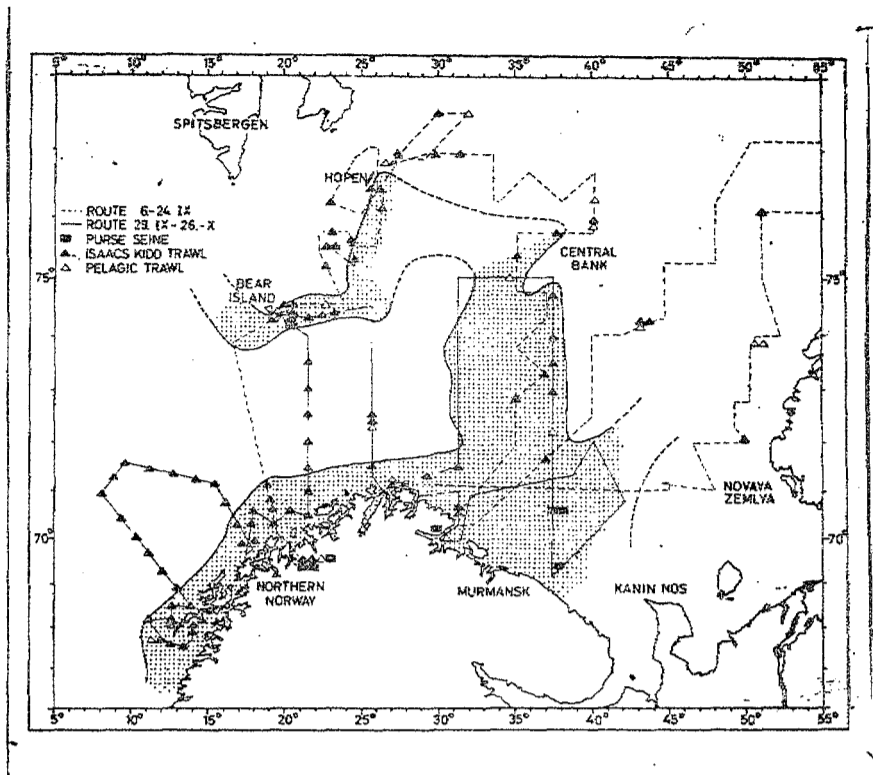 5° 10° 15° 20° 25° 30° 35° 40° 45° 50° 55°
SPITSBERGEN
HOPEN
ROUTE 6.-24. IX
ROUTE 29. IX - 26.-X
PURSE SEINE
ISAACS KIDD TRAWL
PELAGIC TRAWL
CENTRAL
BANK
75° 75°
BEAR
ISLAND
NOVAYA
ZEMLYA
70° 70°
NORTHERN
NORWAY
MURMANSK
KANIN NOS
5° 10° 15° 20° 25° 30° 35° 40° 45° 50° 55°